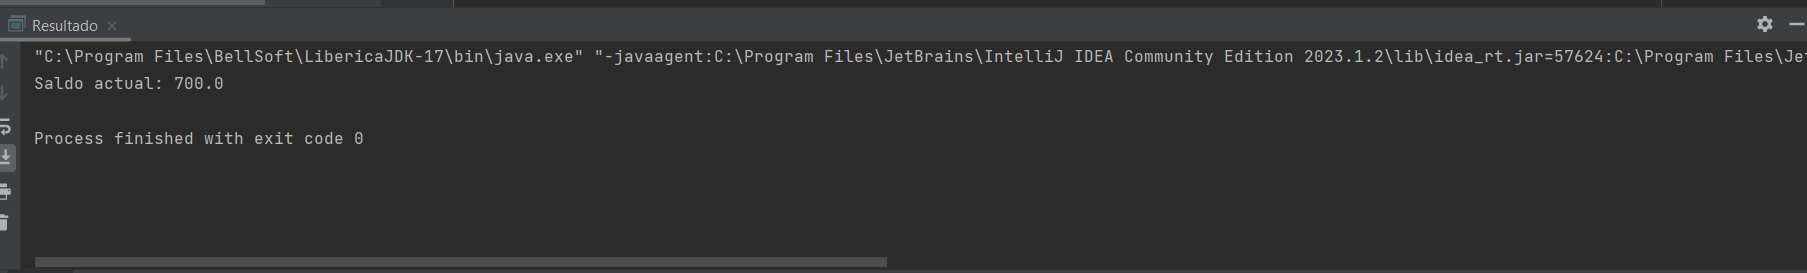 Resultado
"C:\Program Files\BellSoft\LibericaJDK-17\bin\java.exe" "-javaagent:C:\Program Files\JetBrains\IntelliJ IDEA Community Edition 2023.1.2\lib\idea_rt.jar=57624:C:\Program Files\Je
Saldo actual: 700.0
Process finished with exit code 0